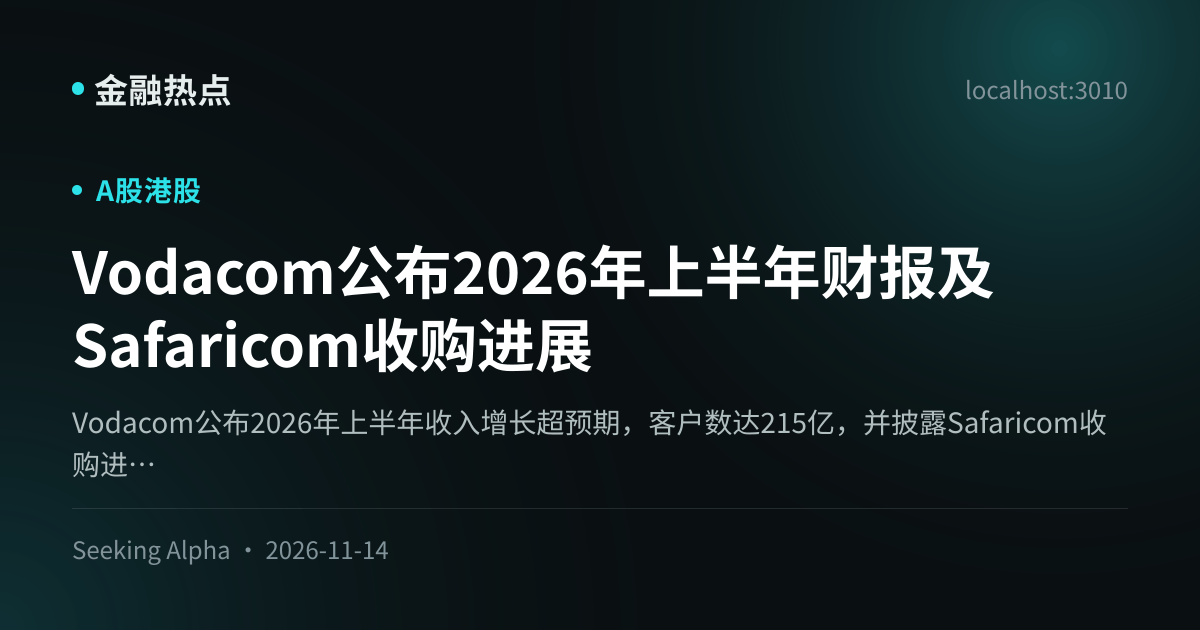 金融热点
localhost:3010
A股港股
Vodacom公布2026年上半年财报及
Safaricom收购进展
Vodacom公布2026年上半年收入增长超预期，客户数达215亿，并披露Safaricom收
购进…
Seeking Alpha · 2026-11-14